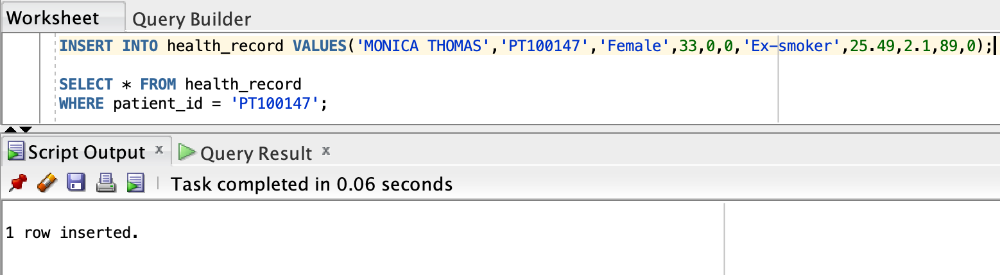 Worksheet Query Builder
INSERT INTO health_record VALUES('MONICA THOMAS','PT100147','Female',33,0,0,'Ex-smoker',25.49,2.1,89,0);
SELECT * FROM health_record
WHERE patient_id = 'PT100147';
Script Output x Query Result x
Task completed in 0.06 seconds
1 row inserted.